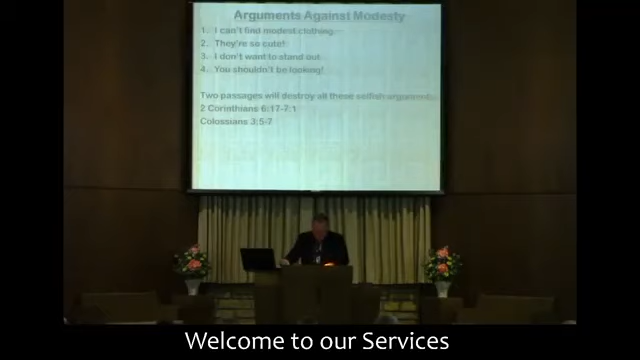 Arguments Against Modesty
1. I can't find modest clothing.
2. They're so cute!
3. I don't want to stand out.
4. You shouldn't be looking!
Two passages will destroy all these selfish arguments.
2 Corinthians 6:17-7:1
Colossians 3:5-7
Welcome to our Services